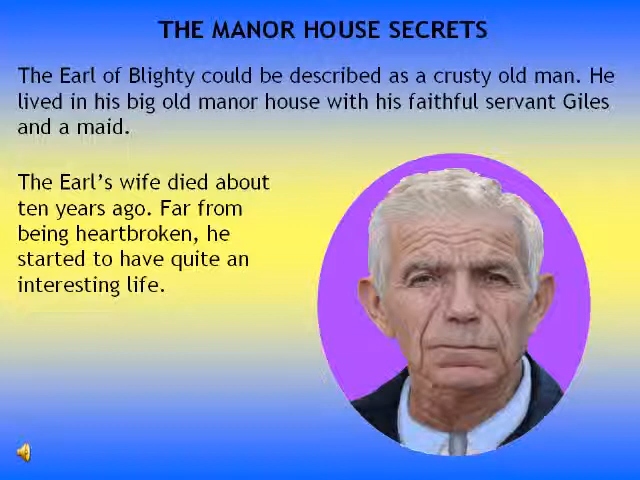 THE MANOR HOUSE SECRETS
The Earl of Blighty could be described as a crusty old man. He
lived in his big old manor house with his faithful servant Giles
and a maid.
The Earl’s wife died about
ten years ago. Far from
being heartbroken, he
started to have quite an
interesting life.